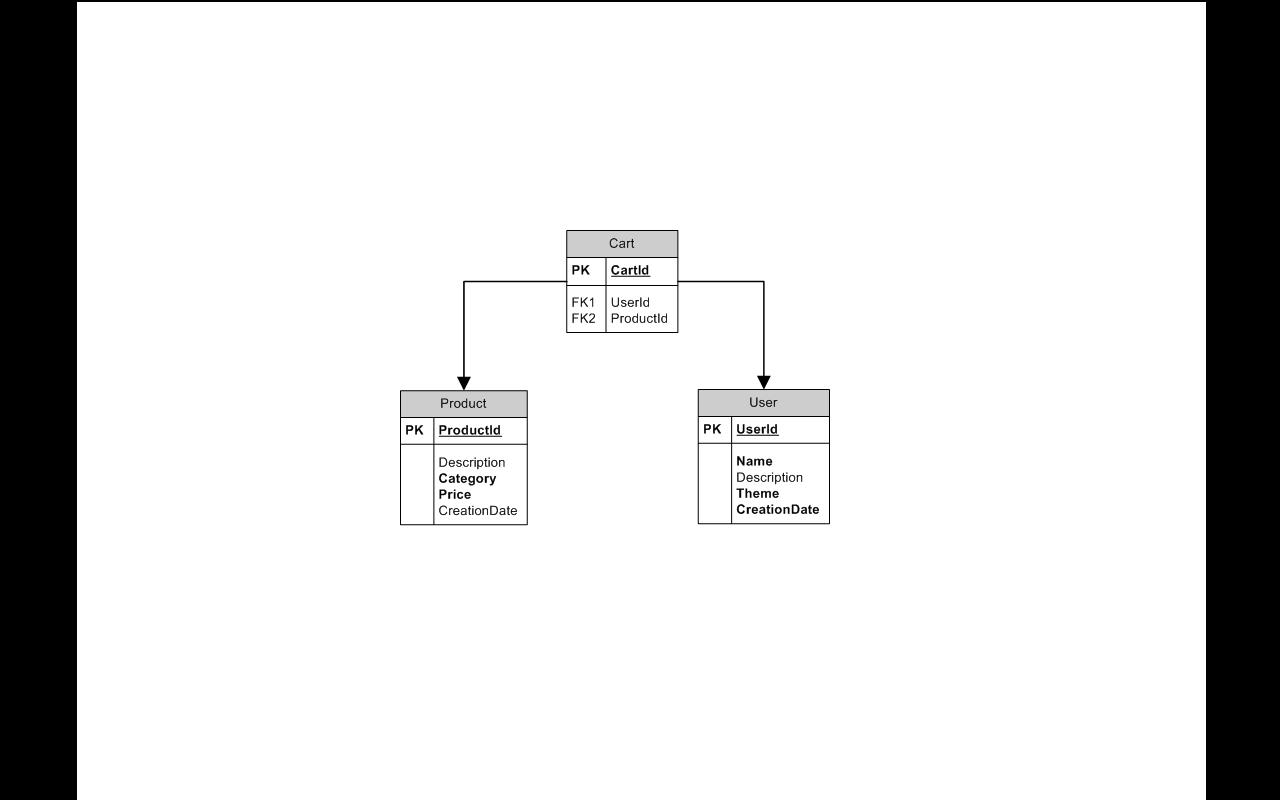 Cart
PK CartId
FK1 UserId
FK2 ProductId
Product
PK ProductId
Description
Category
Price
CreationDate
User
PK UserId
Name
Description
Theme
CreationDate